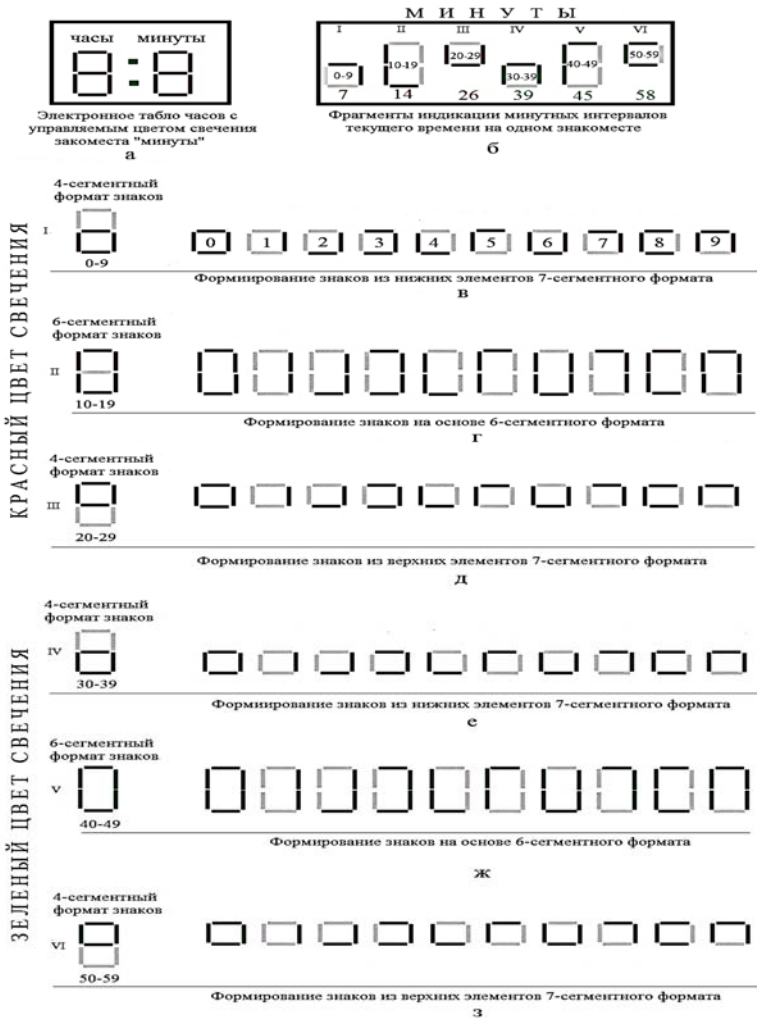 МИНУТЫ
часы минуты
I II III IV V VI
0-9 10-19 20-29 30-39 40-49 50-59
7 14 26 39 45 58
Электронное табло часов с
управляемым цветом свечения
закоместа "минуты"
а
Фрагменты индикации минутных интервалов
текущего времени на одном знакоместе
б
КРАСНЫЙ ЦВЕТ СВЕЧЕНИЯ
4-сегментный
формат знаков
I
0-9
0 1 2 3 4 5 6 7 8 9
Формиирование знаков из нижних элементов 7-сегментного формата
в
6-сегментный
формат знаков
II
10-19
Формирование знаков на основе 6-сегментного формата
г
4-сегментный
формат знаков
III
20-29
Формирование знаков из верхних элементов 7-сегментного формата
д
ЗЕЛЕНЫЙ ЦВЕТ СВЕЧЕНИЯ
4-сегментный
формат знаков
IV
30-39
Формиирование знаков из нижних элементов 7-сегментного формата
е
6-сегментный
формат знаков
V
40-49
Формирование знаков на основе 6-сегментного формата
ж
4-сегментный
формат знаков
VI
50-59
Формирование знаков из верхних элементов 7-сегментного формата
з